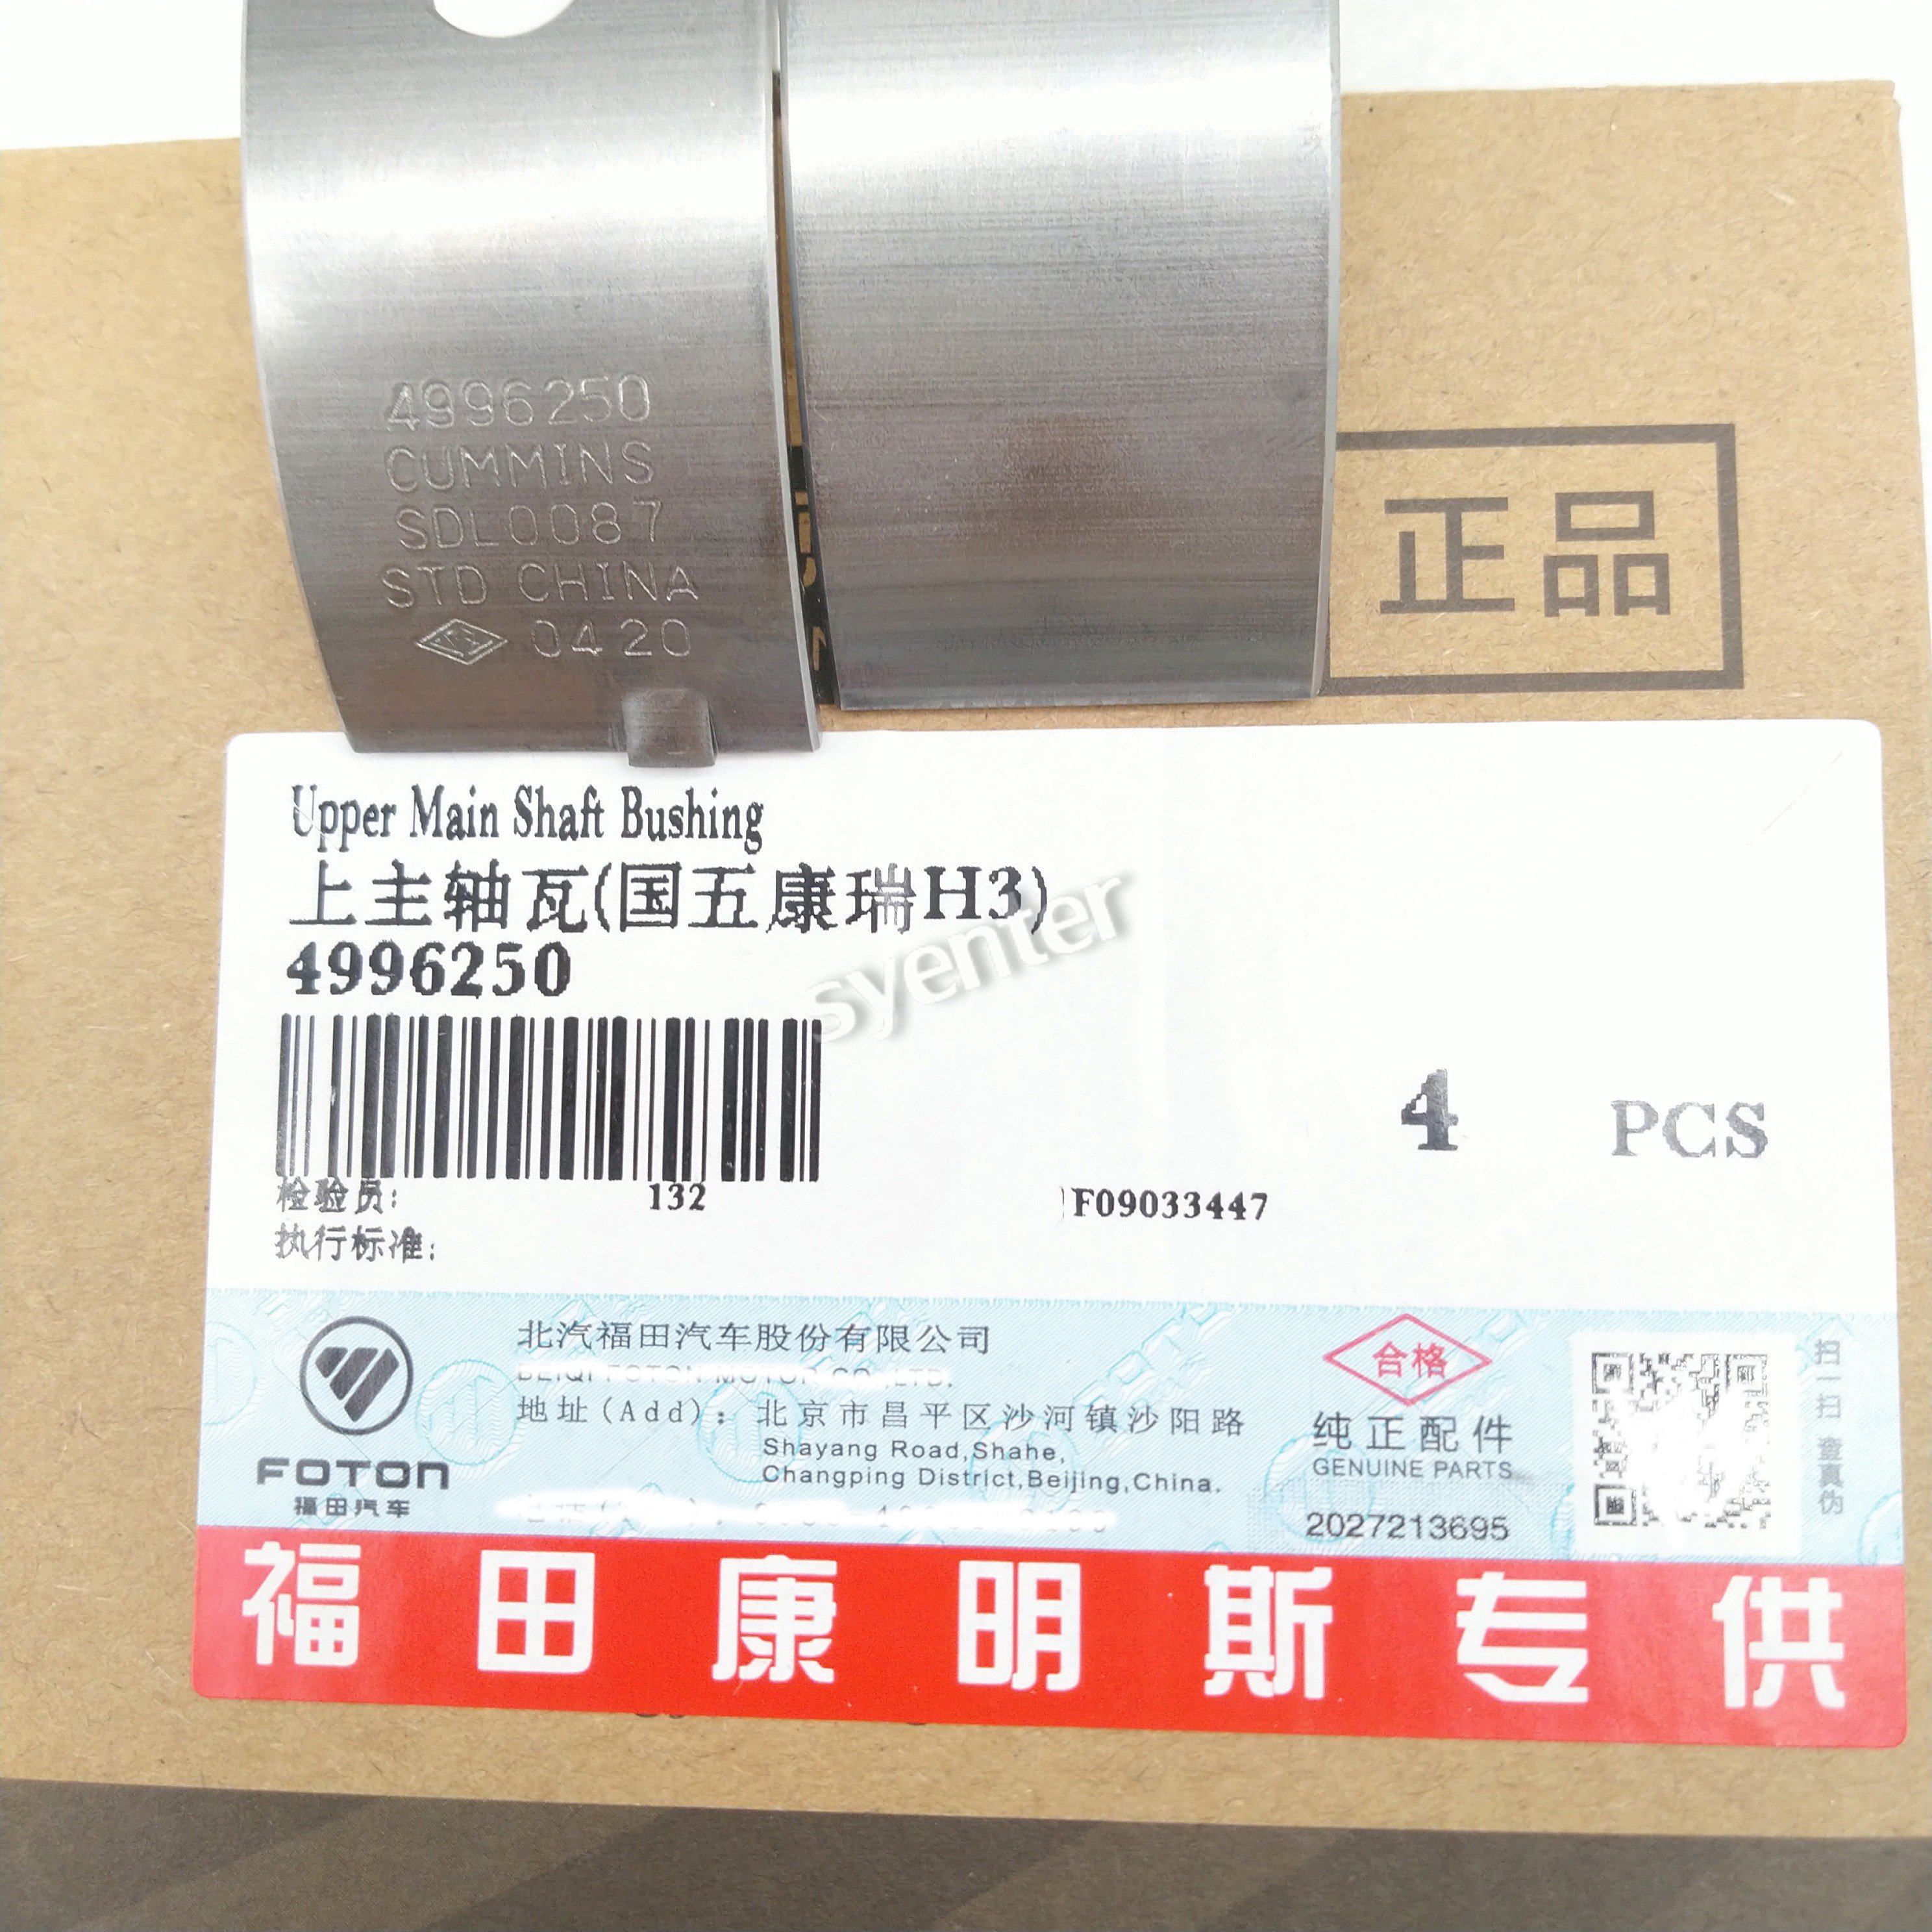 4996250
CUMMINS
SDL0087
STD CHINA
0420
正品
Upper Main Shaft Bushing
上主轴瓦(国五康瑞H3)
4996250
syenter
4 PCS
检验员: 132
F09033447
执行标准:
FOTON
福田汽车
北汽福田汽车股份有限公司
BEIQI FOTON MOTOR CO.,LTD.
地址(Add): 北京市昌平区沙河镇沙阳路
Shayang Road,Shahe,
Changping District,Beijing,China.
合格
纯正配件
GENUINE PARTS
2027213695
扫一扫 查真伪
福田康明斯专供